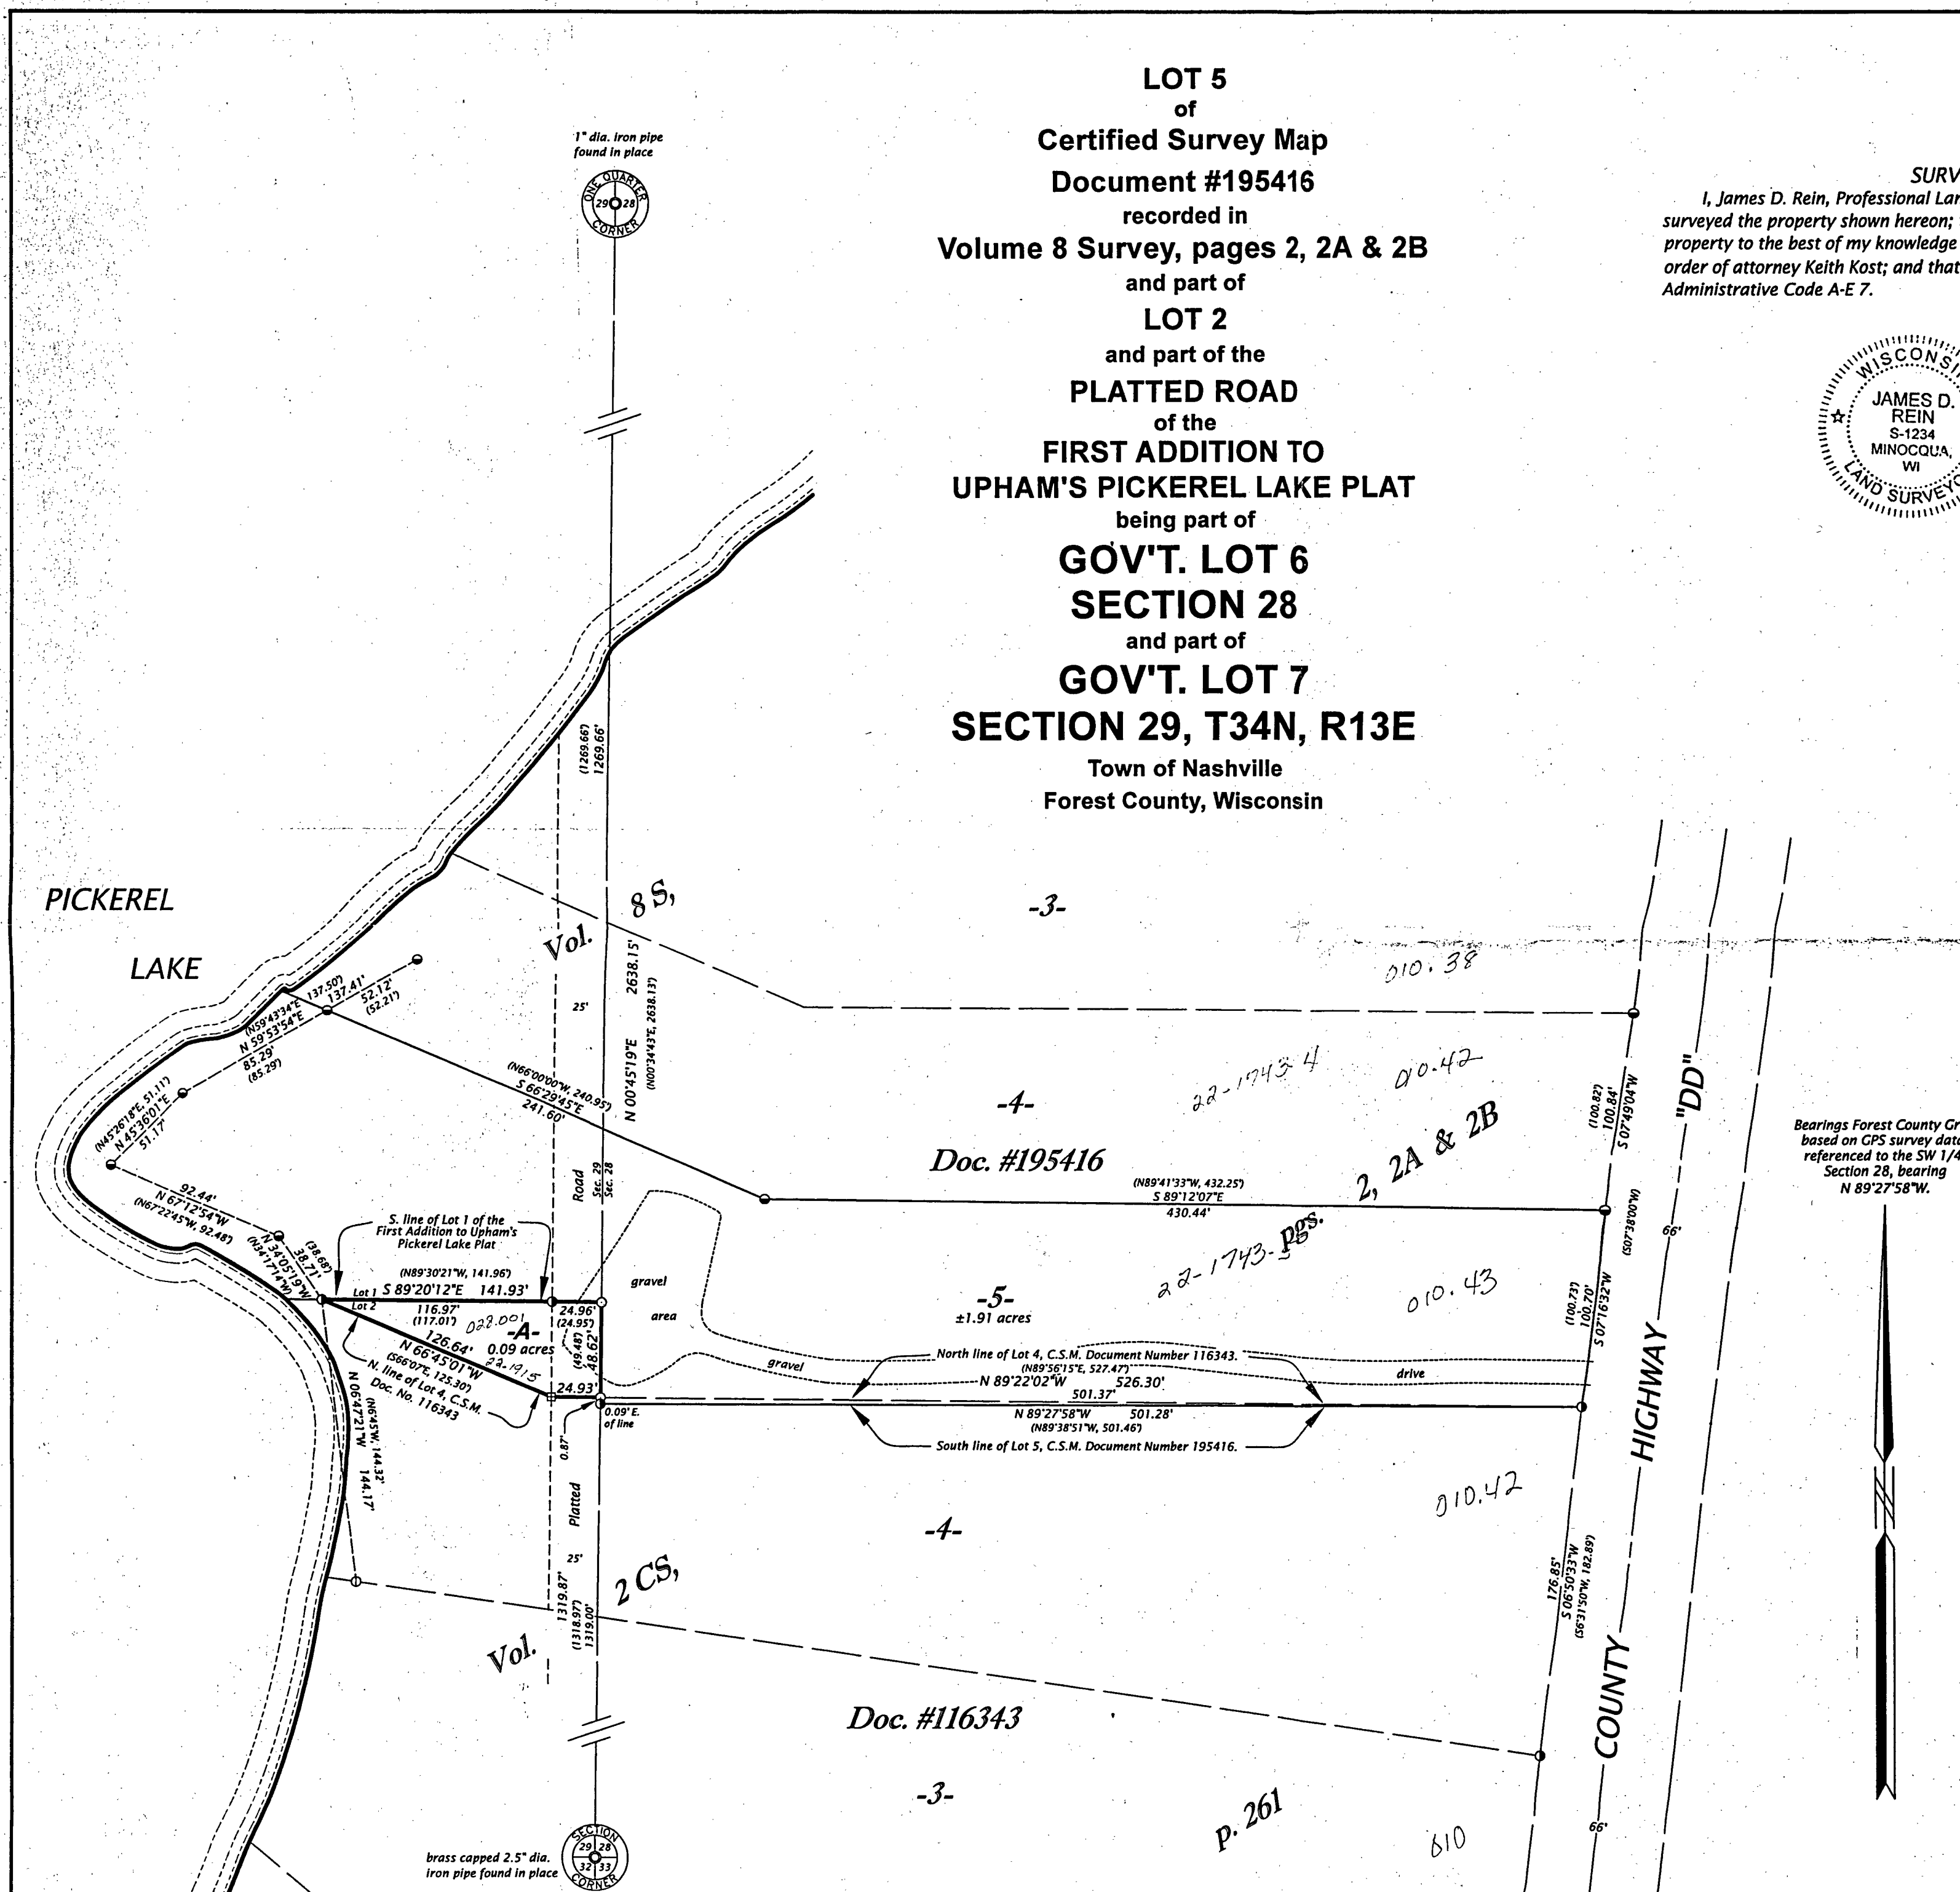 LOT 5
of
Certified Survey Map
Document #195416
recorded in
Volume 8 Survey, pages 2, 2A & 2B
and part of
LOT 2
and part of the
PLATTED ROAD
of the
FIRST ADDITION TO
UPHAM'S PICKEREL LAKE PLAT
being part of
GOV'T. LOT 6
SECTION 28
and part of
GOV'T. LOT 7
SECTION 29, T34N, R13E
Town of Nashville
Forest County, Wisconsin
1" dia. iron pipe
found in place
ONE QUARTER
29 28
CORNER
SURV
I, James D. Rein, Professional Lan
surveyed the property shown hereon;
property to the best of my knowledge
order of attorney Keith Kost; and that
Administrative Code A-E 7.
WISCONSI
JAMES D.
REIN
S-1234
MINOCQUA,
WI
LAND SURVEYO
(1269.66')
1269.66'
PICKEREL
LAKE
Vol.
8 S,
-3-
010.38
25'
N 00°45'19"E 2638.15'
(N00°34'43"E, 2638.13')
(N59°43'34"E 137.50')
137.41'
N 59°53'54"E
52.12'
(52.21')
85.29'
(85.29')
(N45°26'18"E, 51.11')
N 45°36'01"E
51.17'
(N66°00'00"W, 240.95')
S 66°29'45"E
241.60'
22-1743 4
010.42
-4-
Doc. #195416
2, 2A & 2B
pgs.
(N89°41'33"W, 432.25')
S 89°12'07"E
430.44'
(100.82')
100.84'
S 07°49'04"W
"DD"
Bearings Forest County Gr
based on GPS survey data
referenced to the SW 1/4
Section 28, bearing
N 89°27'58"W.
Road
Sec. 29
Sec. 28
92.44'
N 67°12'54"W
(N67°22'45"W, 92.48')
(38.68')
38.71'
N 34°05'19"W
(N34°17'14"W)
S. line of Lot 1 of the
First Addition to Upham's
Pickerel Lake Plat
(N89°30'21"W, 141.96')
Lot 1 S 89°20'12"E 141.93'
Lot 2
116.97'
(117.01')
028.001
-A-
0.09 acres
24.96'
(24.95')
(49.48')
48.62'
gravel
area
22-1743-5
-5-
±1.91 acres
010.43
(S07°38'00"W)
66'
(100.73')
100.70'
S 07°16'32"W
126.64'
N 66°45'01"W
(S66°07'E, 125.30')
22-1915
N. line of Lot 4, C.S.M.
Doc. No. 116343
24.93'
0.09' E.
of line
0.87'
gravel
drive
North line of Lot 4, C.S.M. Document Number 116343.
(N89°56'15"E, 527.47')
N 89°22'02"W 526.30'
501.37'
N 89°27'58"W 501.28'
(N89°38'51"W, 501.46')
South line of Lot 5, C.S.M. Document Number 195416.
HIGHWAY
N 06°47'21"W 144.17'
(N6°45'W, 144.32'
Platted
25'
1319.87'
(1318.97')
1319.00'
-4-
010.42
176.85'
S 06°50'33"W
(S6°31'50"W, 182.89')
Vol.
2 CS,
COUNTY
Doc. #116343
-3-
p. 261
010
66'
brass capped 2.5" dia.
iron pipe found in place
SECTION
29 28
32 33
CORNER